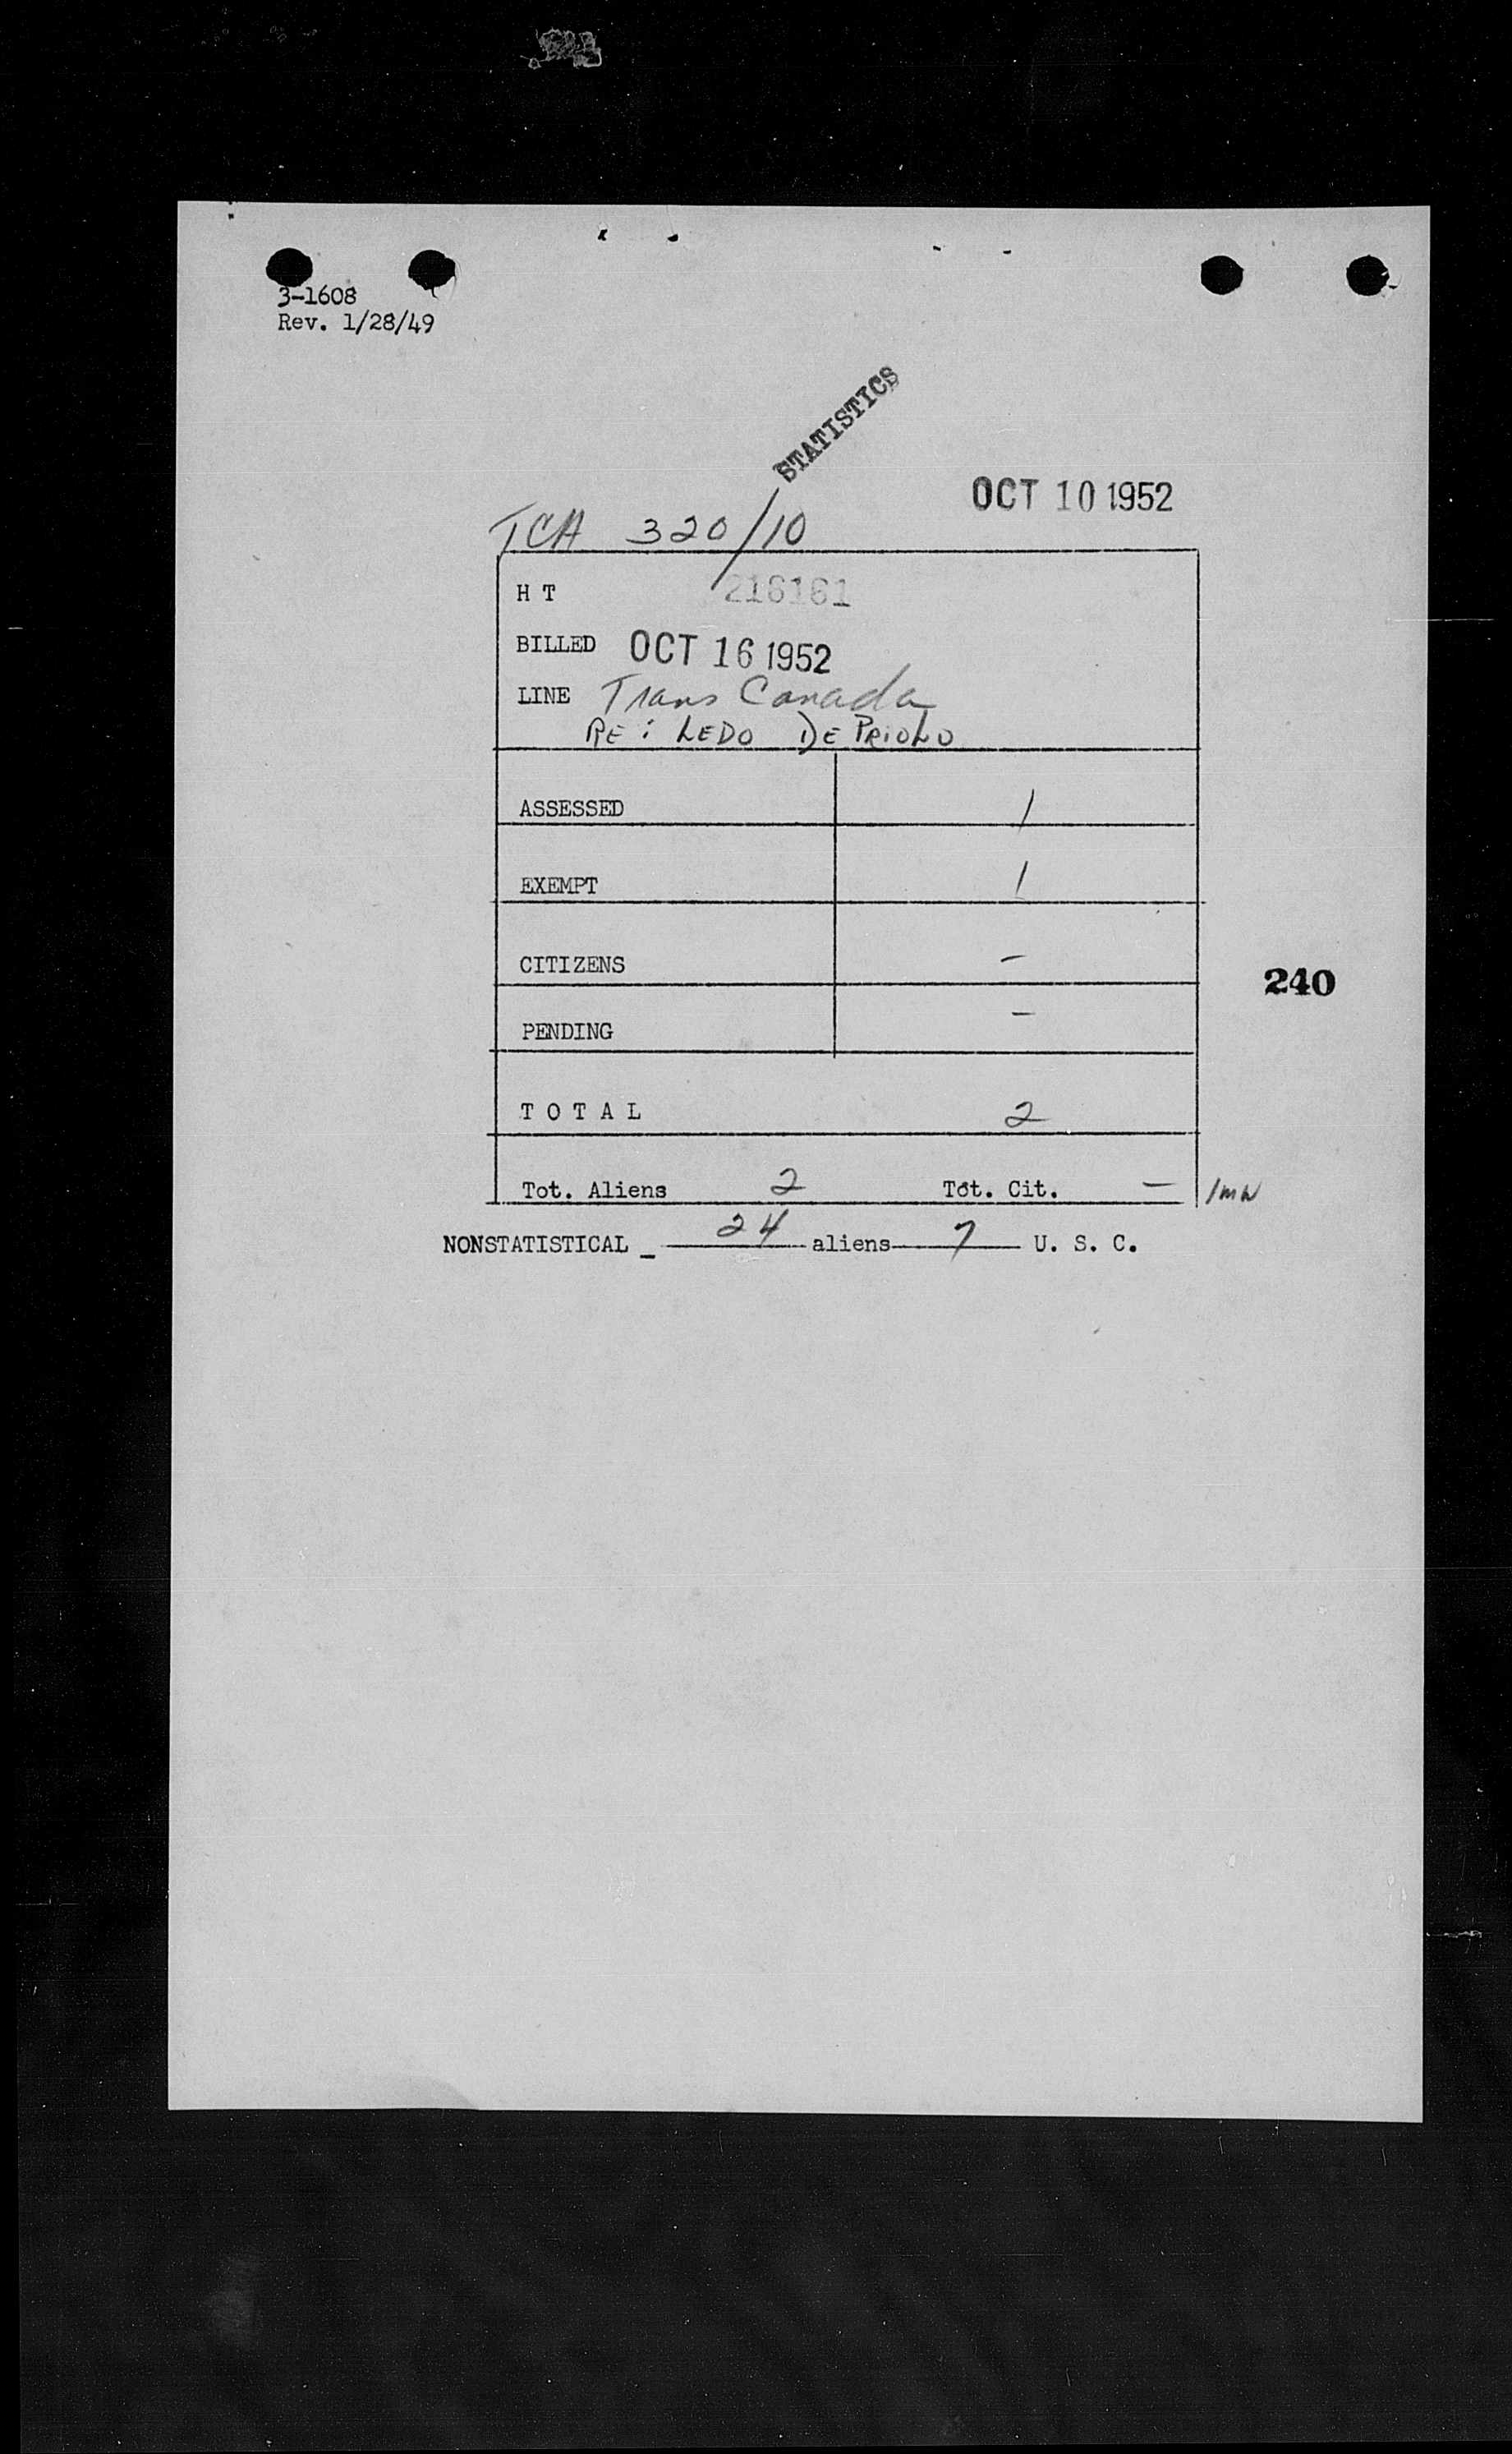 3-1608
Rev. 1/28/49
STATISTICS
OCT 10 1952
TCA 320/10
H T 216161
BILLED OCT 16 1952
LINE Trans Canada
RE: LEDO DE PRIOLO
ASSESSED 1
EXEMPT 1
CITIZENS -
240
PENDING -
T O T A L 2
Tot. Aliens 2 Tot. Cit. -
NONSTATISTICAL _ 24 aliens 7 U. S. C.